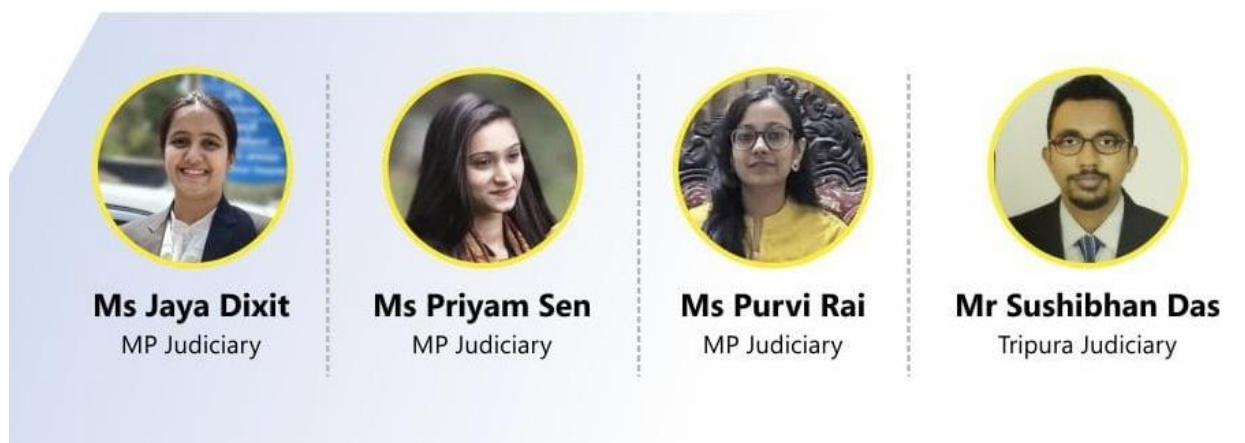 Ms Jaya Dixit
MP Judiciary
Ms Priyam Sen
MP Judiciary
Ms Purvi Rai
MP Judiciary
Mr Sushibhan Das
Tripura Judiciary